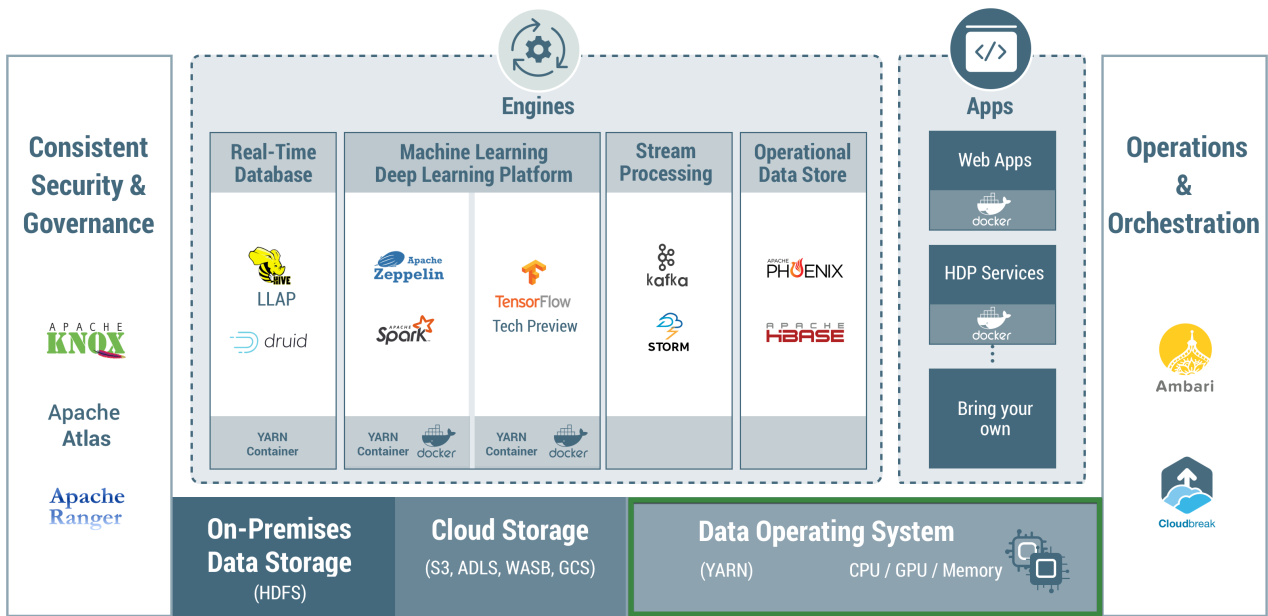 Consistent
Security &
Governance
APACHE
KNOX
Apache
Atlas
Apache
Ranger
Engines
Real-Time
Database
HIVE
LLAP
druid
YARN
Container
Machine Learning
Deep Learning Platform
Apache
Zeppelin
APACHE
Spark
TensorFlow
Tech Preview
YARN
Container
docker
YARN
Container
docker
Stream
Processing
kafka
STORM
Operational
Data Store
APACHE
PHOENIX
APACHE
HBASE
Apps
</>
Web Apps
docker
HDP Services
docker
Bring your
own
Operations
&
Orchestration
Ambari
Cloudbreak
On-Premises
Data Storage
(HDFS)
Cloud Storage
(S3, ADLS, WASB, GCS)
Data Operating System
(YARN) CPU / GPU / Memory